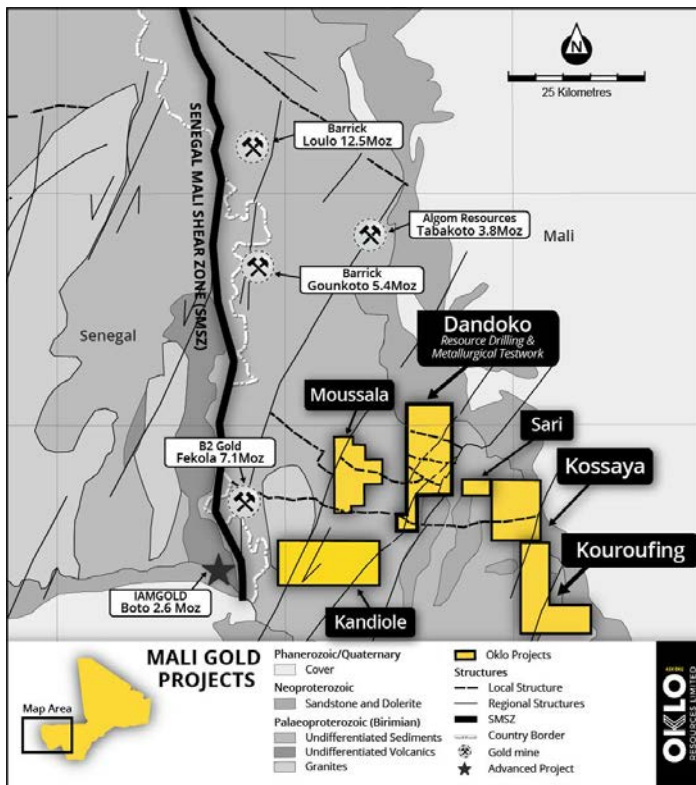 N
25 Kilometres
SENEGAL MALI SHEAR ZONE (SMSZ)
Barrick
Loulo 12.5Moz
Algom Resources
Tabakoto 3.8Moz
Mali
Barrick
Gounkoto 5.4Moz
Senegal
Dandoko
Resource Drilling &
Metallurgical Testwork
Moussala
Sari
B2 Gold
Fekola 7.1Moz
Kossaya
Kouroufing
IAMGOLD
Boto 2.6 Moz
Kandiole
MALI GOLD
PROJECTS
Map Area
Phanerozoic/Quaternary
Cover
Neoproterozoic
Sandstone and Dolerite
Palaeoproterozoic (Birimian)
Undifferentiated Sediments
Undifferentiated Volcanics
Granites
Oklo Projects
Structures
Local Structure
Regional Structures
SMSZ
Country Border
Gold mine
Advanced Project
OKLO
RESOURCES LIMITED